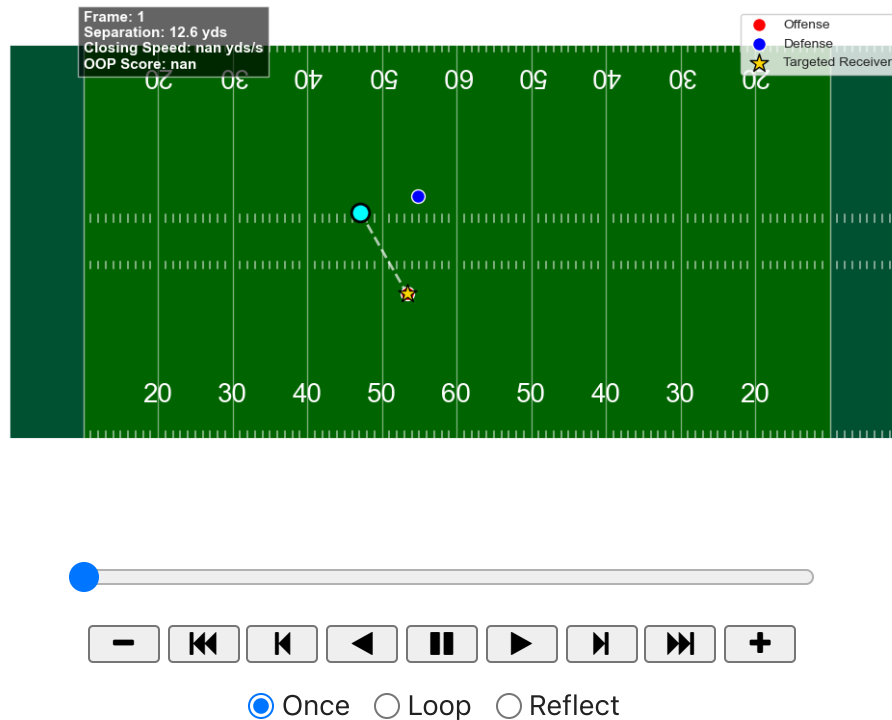 Frame: 1
Separation: 12.6 yds
Closing Speed: nan yds/s
OOP Score: nan
Offense
Defense
Targeted Receiver
20 30 40 50 60 50 40 30 20
20 30 40 50 60 50 40 30 20
Once Loop Reflect